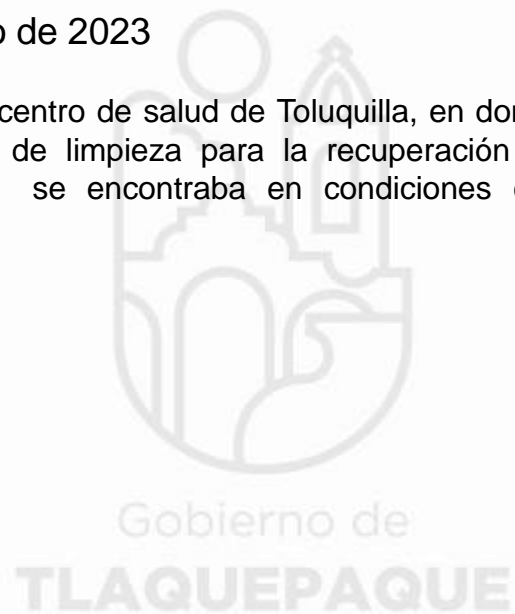 o de 2023
centro de salud de Toluquilla, en dor
de limpieza para la recuperación
se encontraba en condiciones
Gobierno de
TLAQUEPAQUE